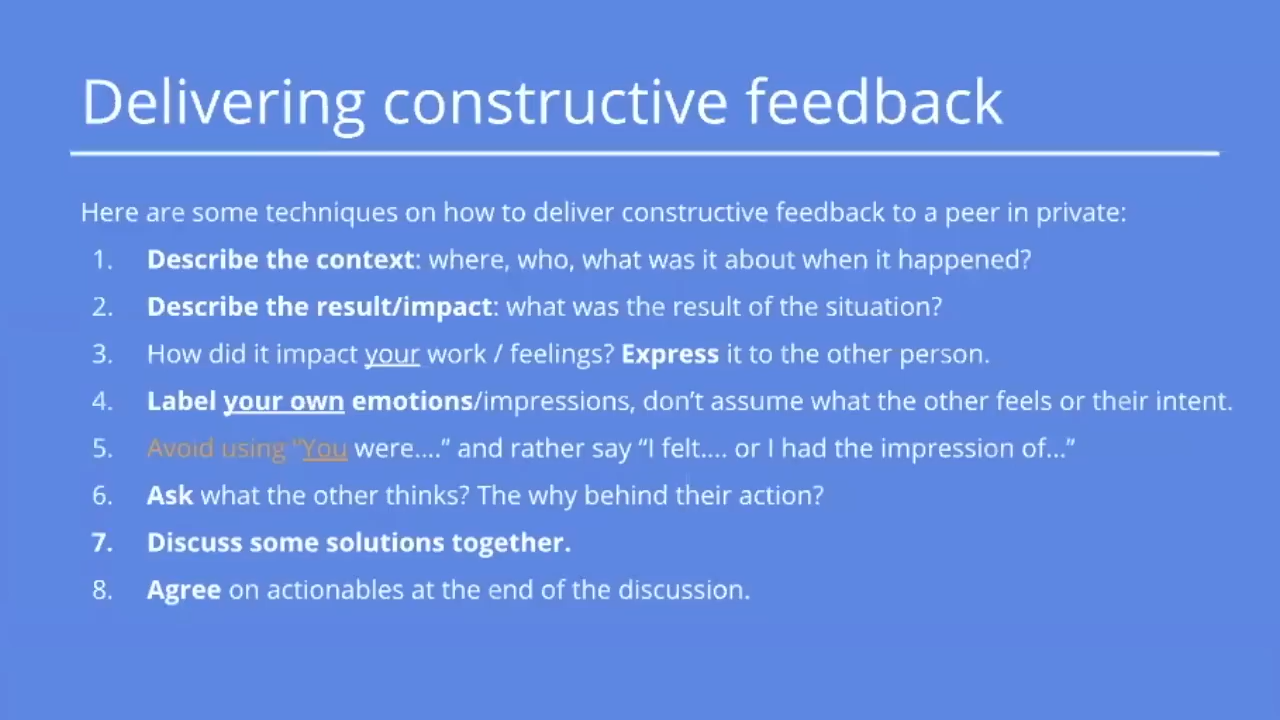 Delivering constructive feedback
Here are some techniques on how to deliver constructive feedback to a peer in private:
1. Describe the context: where, who, what was it about when it happened?
2. Describe the result/impact: what was the result of the situation?
3. How did it impact your work / feelings? Express it to the other person.
4. Label your own emotions/impressions, don’t assume what the other feels or their intent.
5. Avoid using “You were....” and rather say “I felt.... or I had the impression of...”
6. Ask what the other thinks? The why behind their action?
7. Discuss some solutions together.
8. Agree on actionables at the end of the discussion.